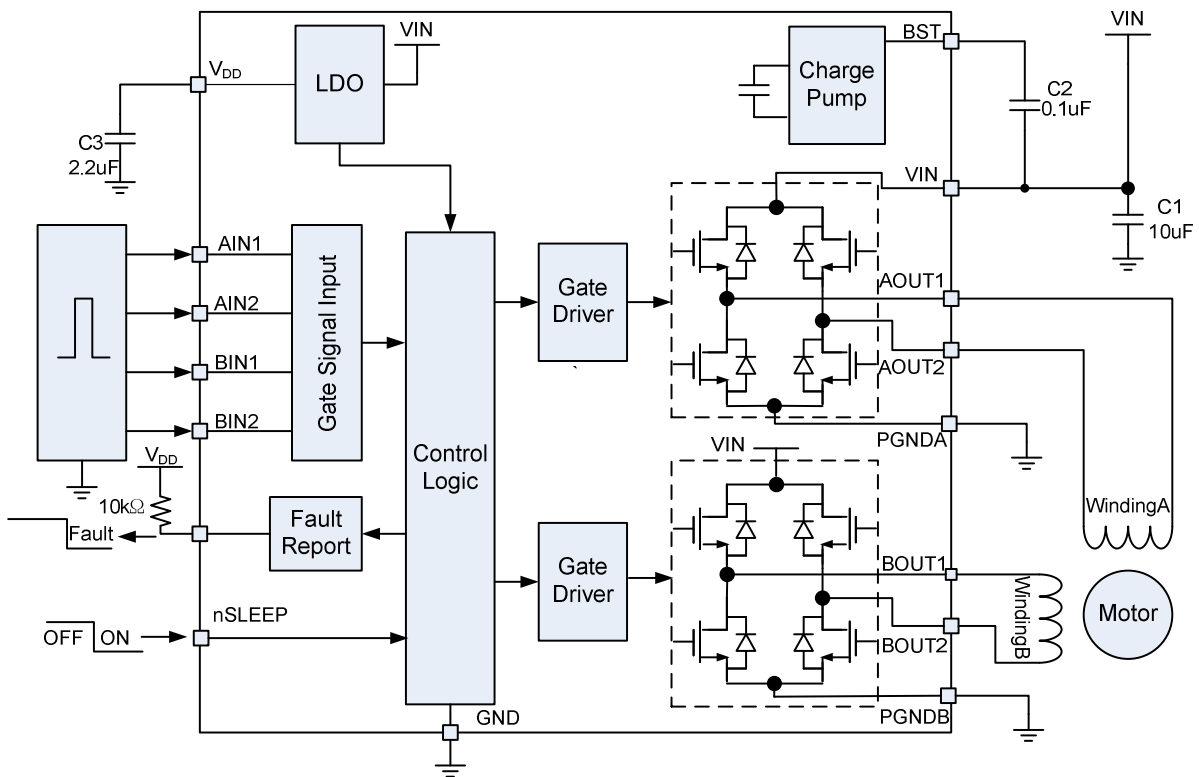 VIN
BST
V_DD
LDO
Charge
Pump
VIN
C2
0.1uF
C3
2.2uF
VIN
C1
10uF
AIN1
AIN2
BIN1
BIN2
Gate Signal Input
Gate
Driver
AOUT1
AOUT2
PGNDA
Control
Logic
V_DD
10kΩ
Fault
Fault
Report
VIN
WindingA
Gate
Driver
BOUT1
BOUT2
WindingB
Motor
nSLEEP
OFF
ON
GND
PGNDB